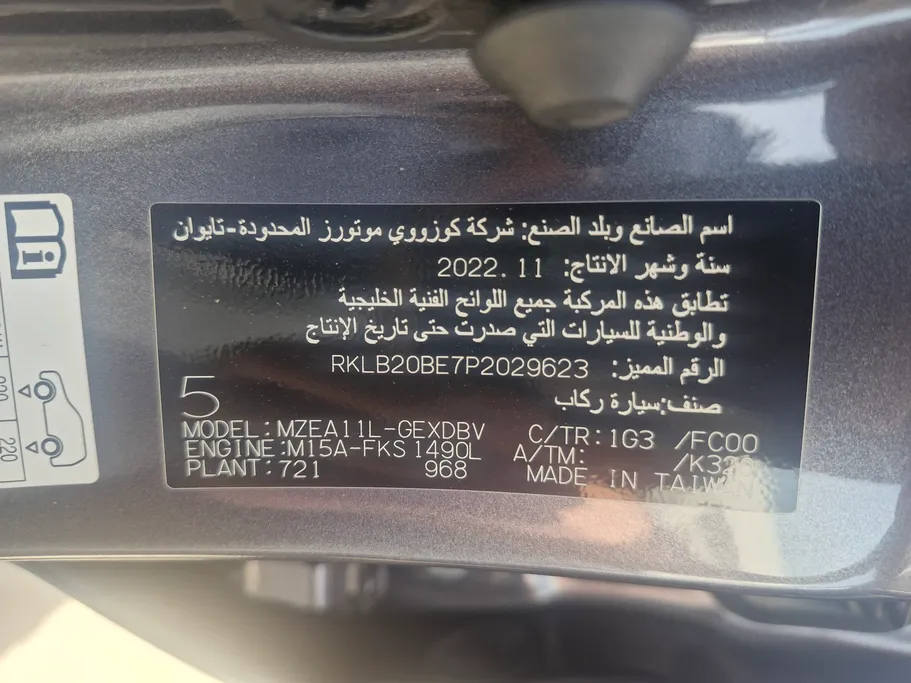 اسم الصانع وبلد الصنع: شركة كوزووي موتورز المحدودة-تايوان
سنة وشهر الانتاج: 2022.11
تطابق هذه المركبة جميع اللوائح الفنية الخليجية
والوطنية للسيارات التي صدرت حتى تاريخ الإنتاج
الرقم المميز: RKLB20BE7P2029623
صنف:سيارة ركاب
5
MODEL:MZEA11L-GEXDBV C/TR:1G3 /FC00
ENGINE:M15A-FKS 1490L A/TM:
PLANT:721 968 MADE IN TAIWAN
220